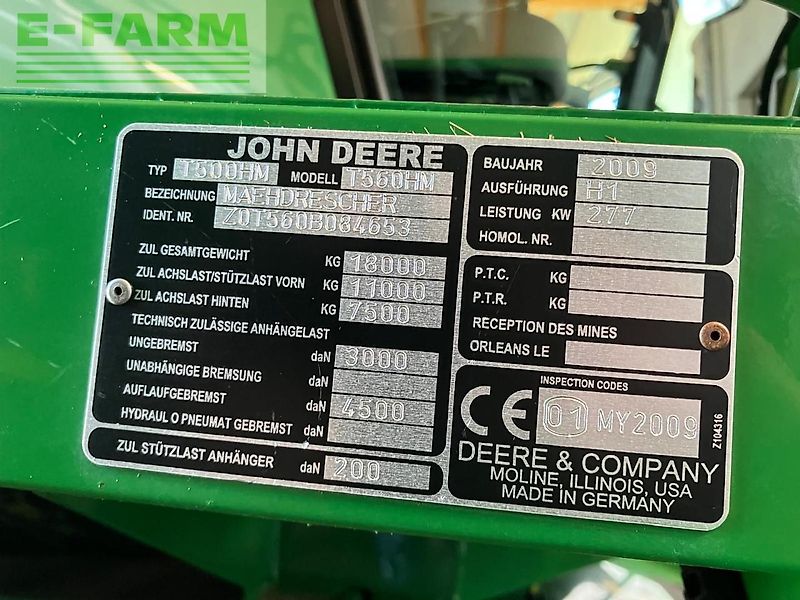 E-FARM
JOHN DEERE
TYP T500HM MODELL T560HM
BEZEICHNUNG MAEHDRESCHER
IDENT. NR. Z0T560B084653
ZUL GESAMTGEWICHT KG 18000
ZUL ACHSLAST/STÜTZLAST VORN KG 11000
ZUL ACHSLAST HINTEN KG 7500
TECHNISCH ZULÄSSIGE ANHÄNGELAST
UNGEBREMST daN 3000
UNABHÄNGIGE BREMSUNG daN
AUFLAUFGEBREMST daN 4500
HYDRAUL O PNEUMAT GEBREMST daN
ZUL STÜTZLAST ANHÄNGER daN 200
BAUJAHR 2009
AUSFÜHRUNG H1
LEISTUNG KW 277
HOMOL. NR.
P.T.C. KG
P.T.R. KG
RECEPTION DES MINES
ORLEANS LE
INSPECTION CODES
CE 01 MY2009
DEERE & COMPANY
MOLINE, ILLINOIS, USA
MADE IN GERMANY
Z104316